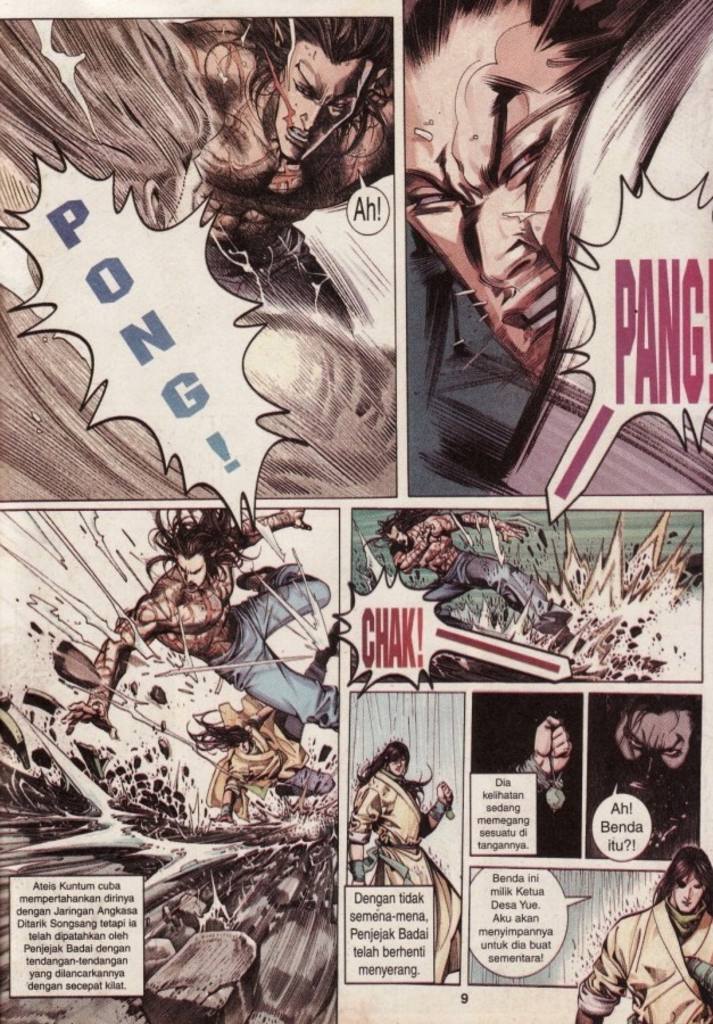 PONG!
Ah!
PANG!
Ateis Kuntum cuba
mempertahankan dirinya
dengan Jaringan Angkasa
Ditarik Songsang tetapi ia
telah dipatahkan oleh
Penjejak Badai dengan
tendangan-tendangan
yang dilancarkannya
dengan secepat kilat.
CHAK!
Dengan tidak
semena-mena,
Penjejak Badai
telah berhenti
menyerang.
Dia
kelihatan
sedang
memegang
sesuatu di
tangannya.
Ah!
Benda
itu?!
Benda ini
milik Ketua
Desa Yue.
Aku akan
menyimpannya
untuk dia buat
sementara!
9